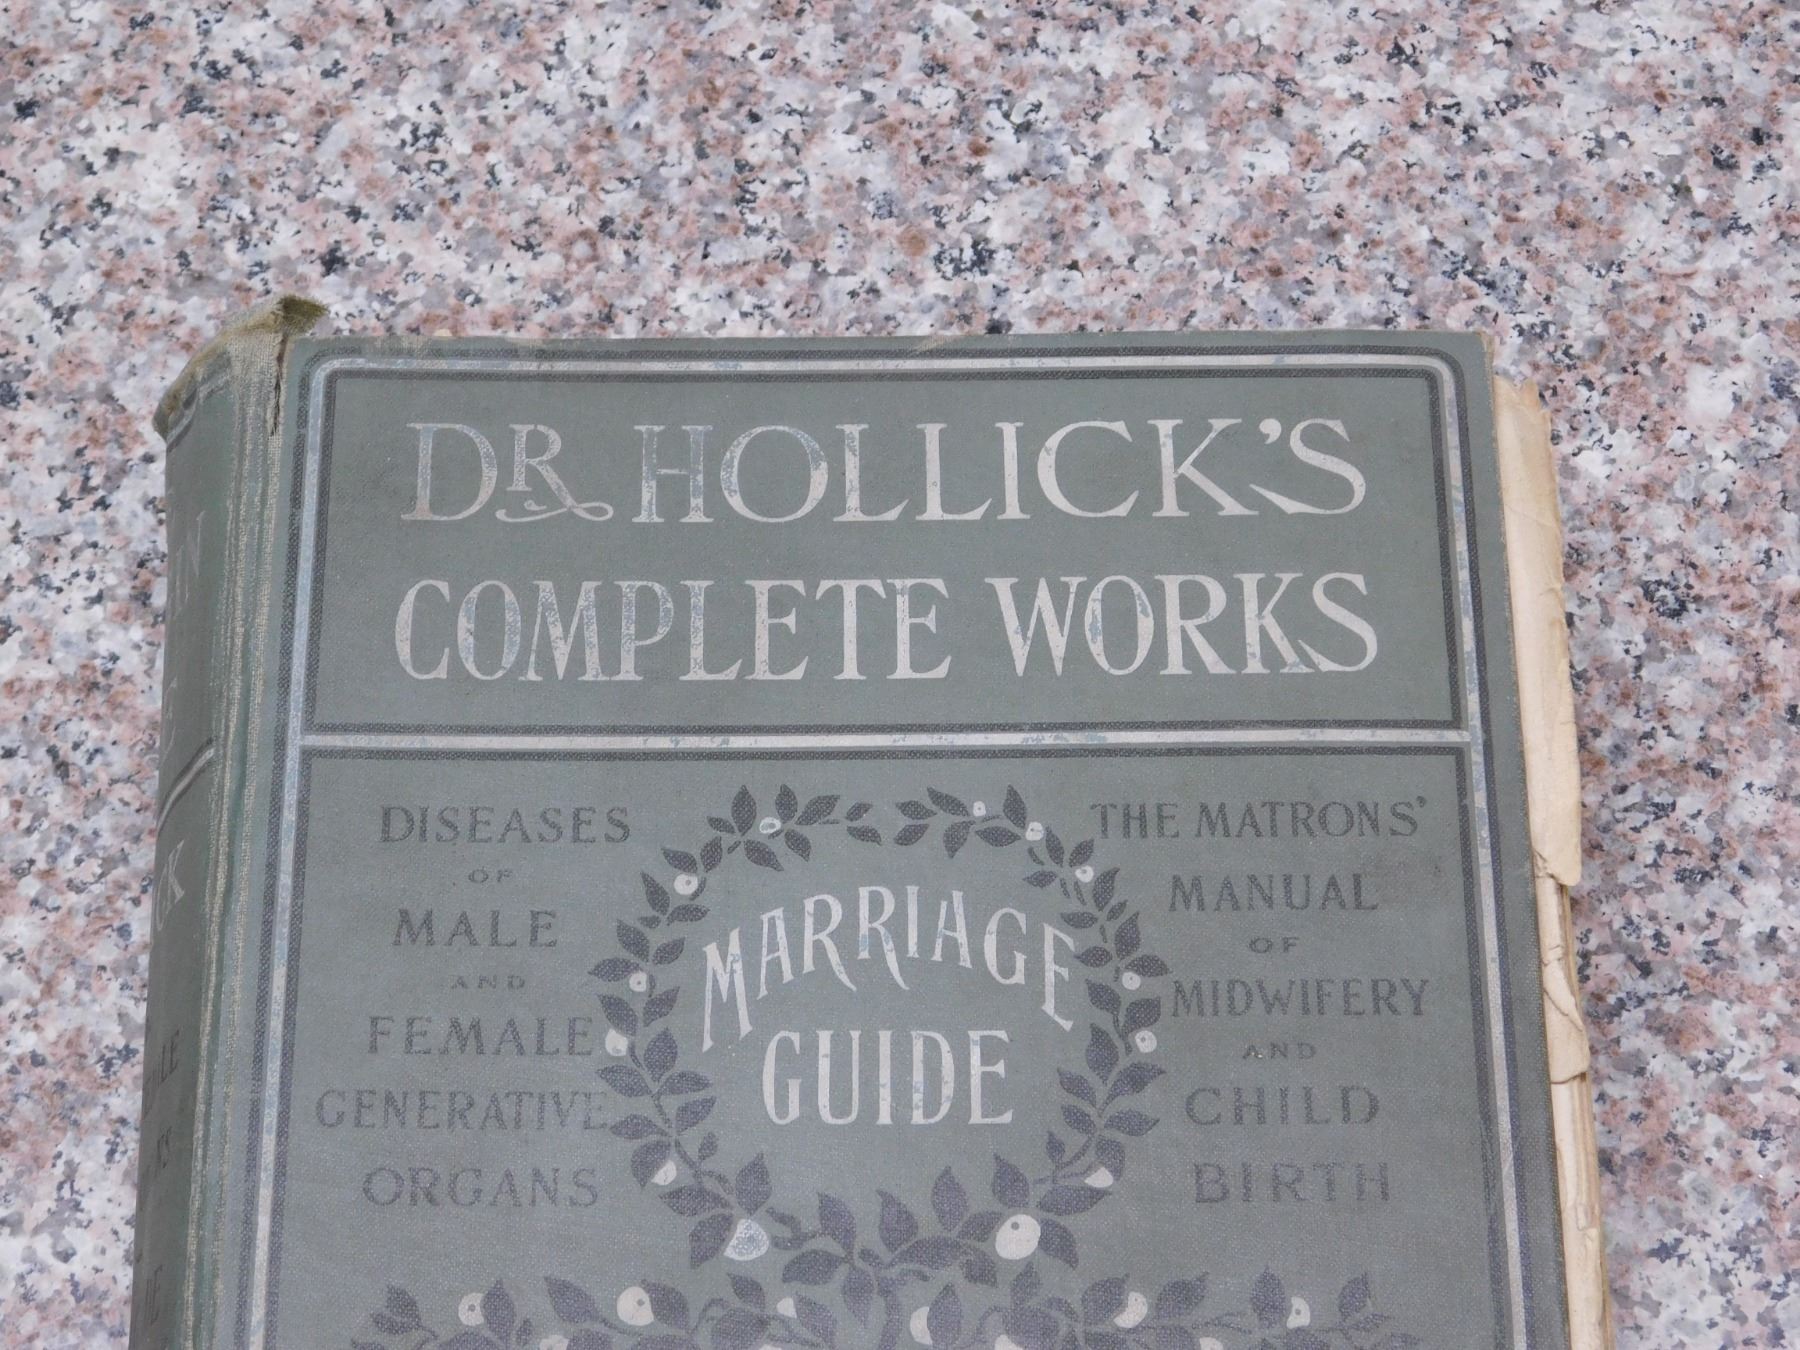 DR. HOLLICK'S
COMPLETE WORKS
DISEASES
OF
MALE
AND
FEMALE
GENERATIVE
ORGANS
MARRIAGE
GUIDE
THE MATRONS'
MANUAL
OF
MIDWIFERY
AND
CHILD
BIRTH